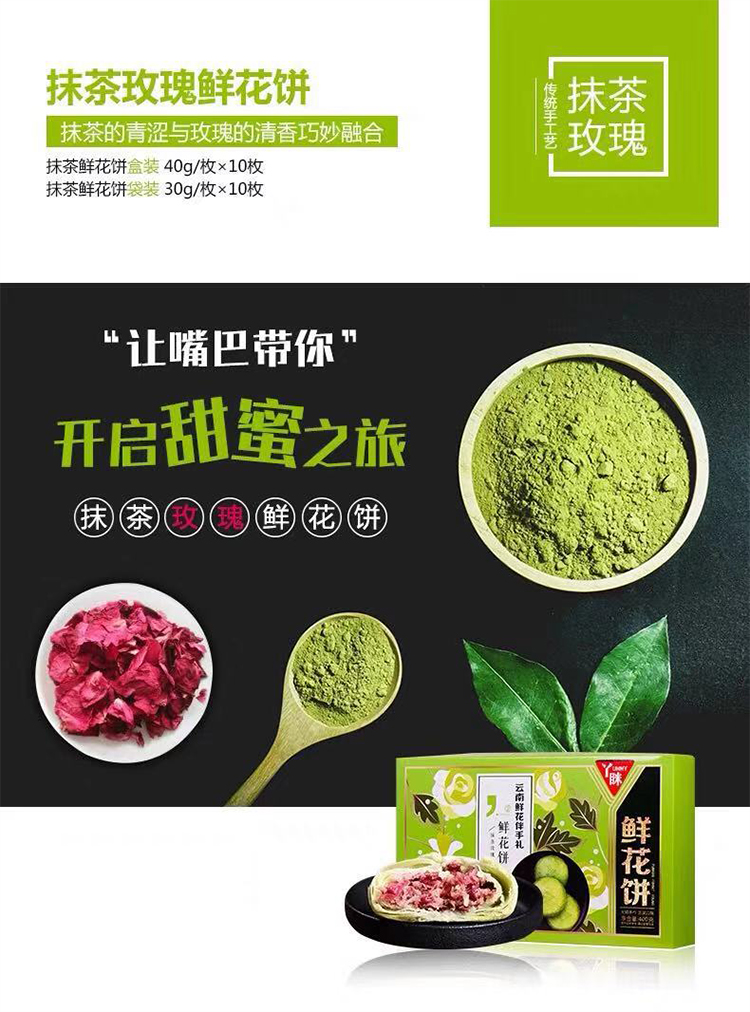 抹茶玫瑰鲜花饼
抹茶的青涩与玫瑰的清香巧妙融合
抹茶鲜花饼盒装 40g/枚×10枚
抹茶鲜花饼袋装 30g/枚×10枚
传统手工艺
抹茶
玫瑰
“让嘴巴带你”
开启甜蜜之旅
抹茶玫瑰鲜花饼
云南鲜花伴手礼
鲜花饼
鲜花饼